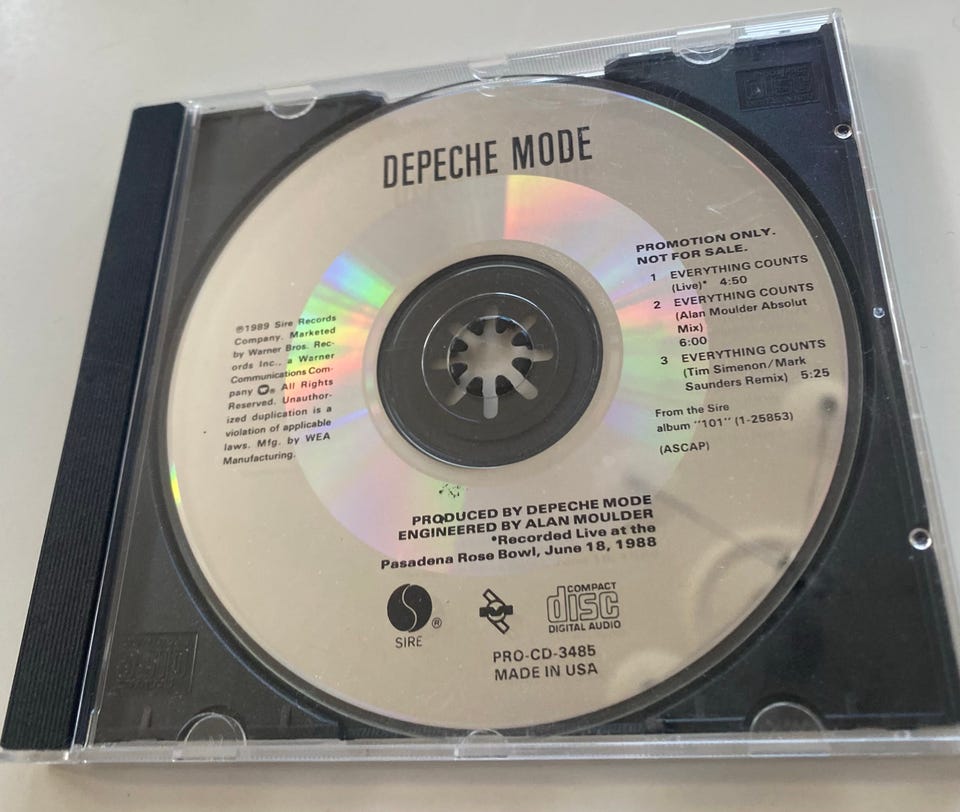 DEPECHE MODE
PROMOTION ONLY.
NOT FOR SALE.
1 EVERYTHING COUNTS
(Live)* 4:50
2 EVERYTHING COUNTS
(Alan Moulder Absolut
Mix)
6:00
3 EVERYTHING COUNTS
(Tim Simenon/Mark
Saunders Remix) 5:25
From the Sire
album "101" (1-25853)
(ASCAP)
℗1989 Sire Records
Company. Marketed
by Warner Bros. Rec-
ords Inc., a Warner
Communications Com-
pany ® All Rights
Reserved. Unauthor-
ized duplication is a
violation of applicable
laws. Mfg. by WEA
Manufacturing.
PRODUCED BY DEPECHE MODE
ENGINEERED BY ALAN MOULDER
*Recorded Live at the
Pasadena Rose Bowl, June 18, 1988
SIRE ®
COMPACT
disc
DIGITAL AUDIO
PRO-CD-3485
MADE IN USA